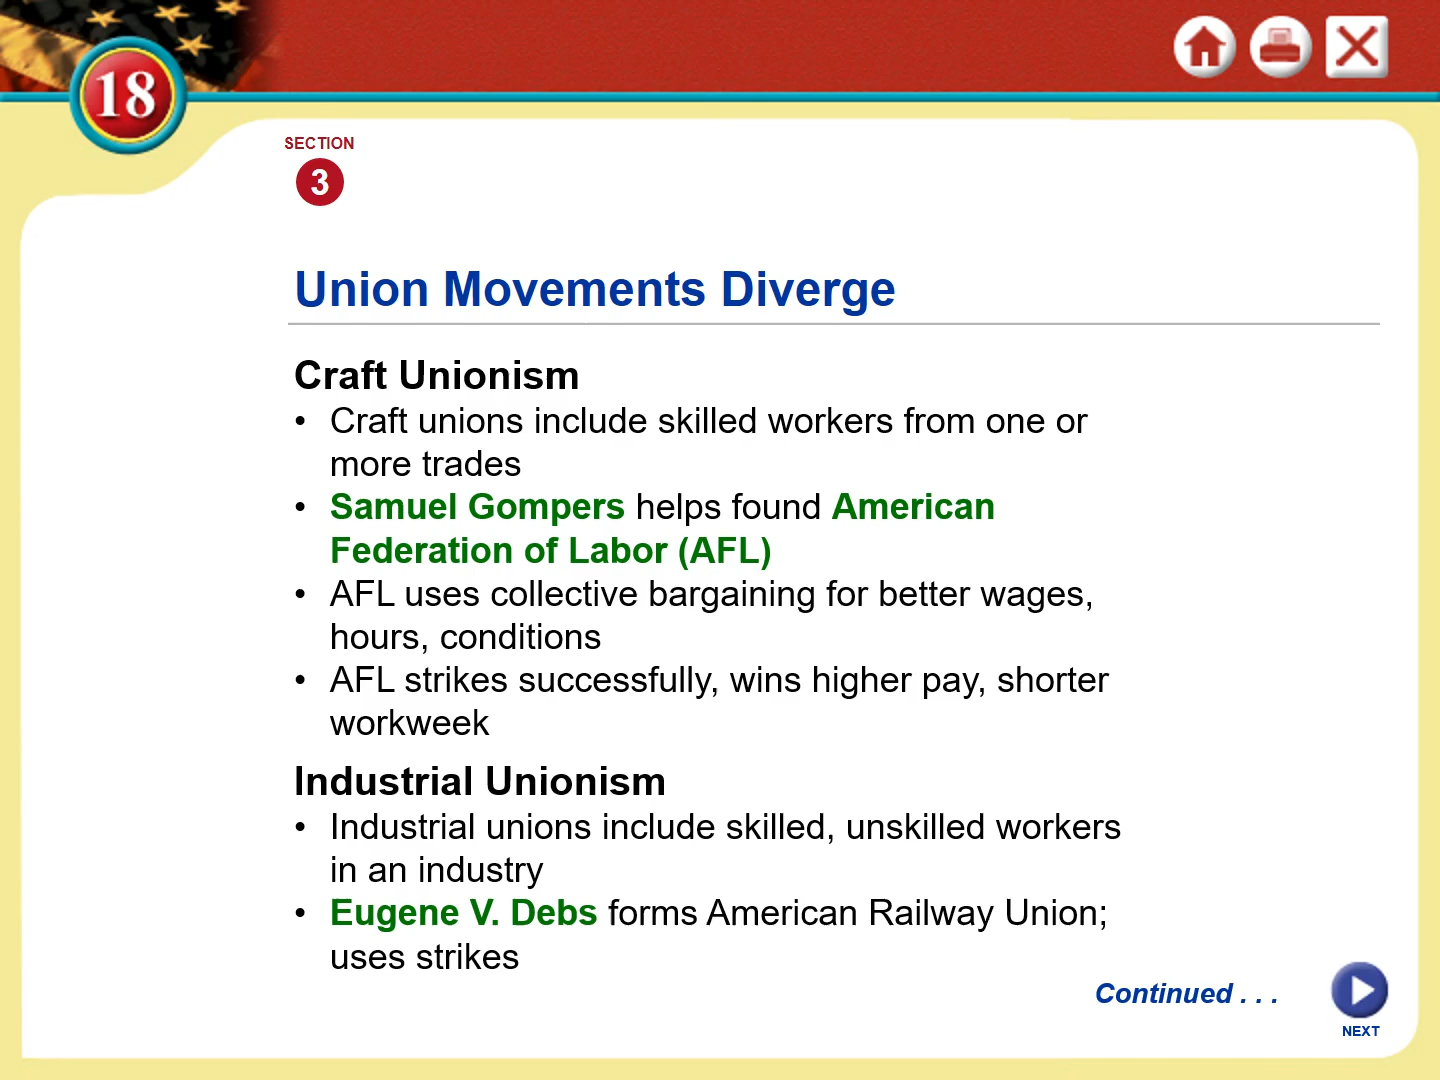 18
SECTION
3
Union Movements Diverge
Craft Unionism
• Craft unions include skilled workers from one or
more trades
• Samuel Gompers helps found American
Federation of Labor (AFL)
• AFL uses collective bargaining for better wages,
hours, conditions
• AFL strikes successfully, wins higher pay, shorter
workweek
Industrial Unionism
• Industrial unions include skilled, unskilled workers
in an industry
• Eugene V. Debs forms American Railway Union;
uses strikes
Continued . . .
NEXT